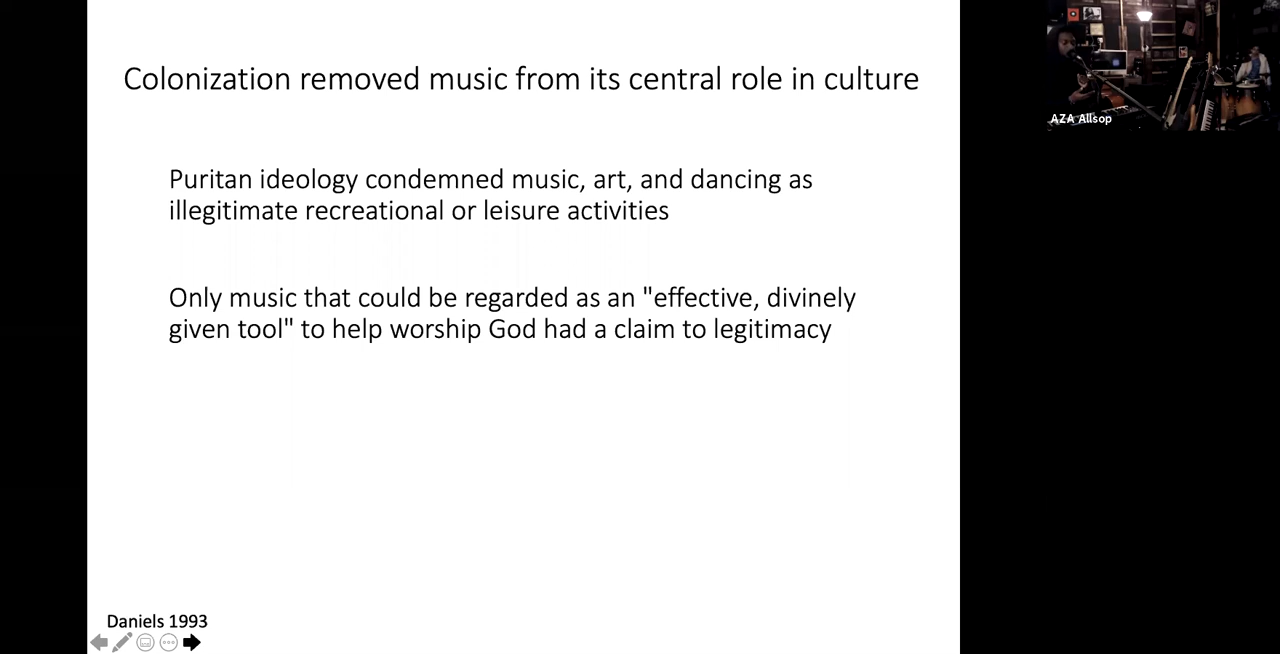 Colonization removed music from its central role in culture
Puritan ideology condemned music, art, and dancing as
illegitimate recreational or leisure activities
Only music that could be regarded as an "effective, divinely
given tool" to help worship God had a claim to legitimacy
Daniels 1993
AZA Allsop